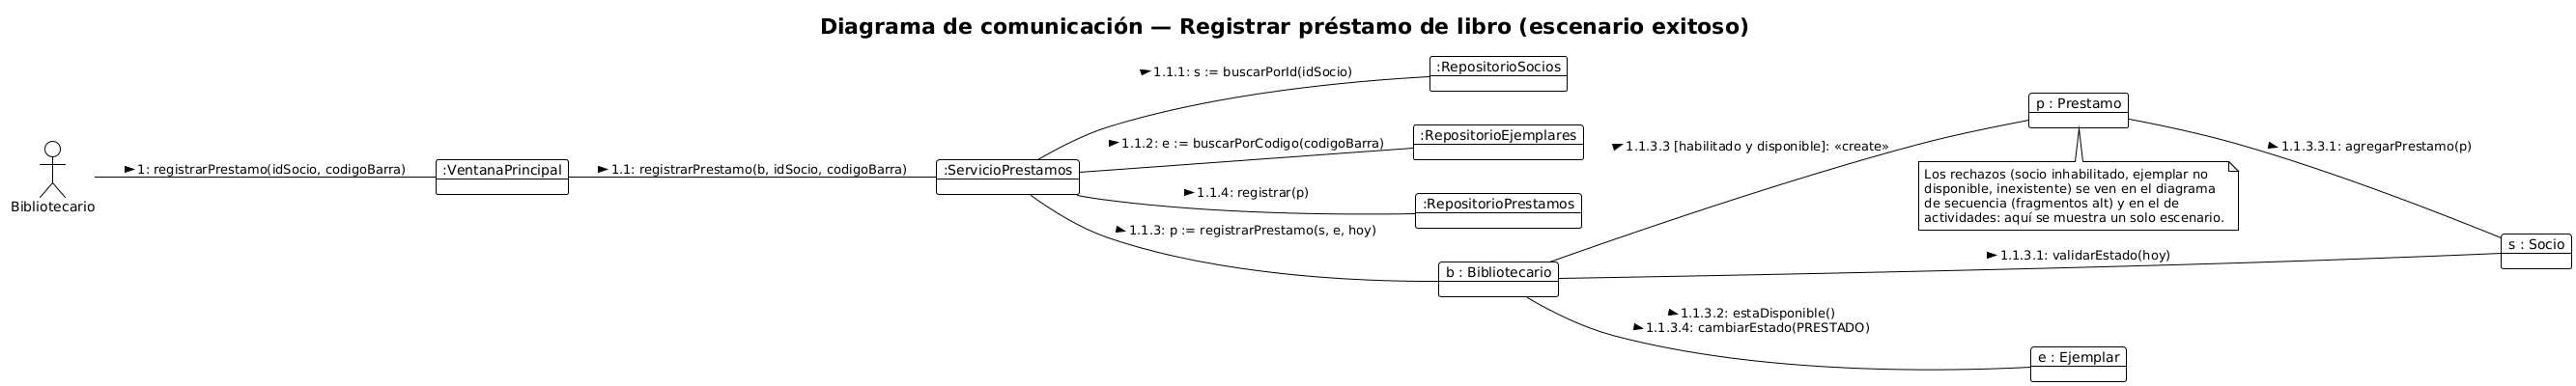 Diagrama de comunicación — Registrar préstamo de libro (escenario exitoso)
Bibliotecario
1: registrarPrestamo(idSocio, codigoBarra)
:VentanaPrincipal
1.1: registrarPrestamo(b, idSocio, codigoBarra)
:ServicioPrestamos
1.1.1: s := buscarPorId(idSocio)
:RepositorioSocios
1.1.2: e := buscarPorCodigo(codigoBarra)
:RepositorioEjemplares
1.1.4: registrar(p)
:RepositorioPrestamos
1.1.3: p := registrarPrestamo(s, e, hoy)
b : Bibliotecario
1.1.3.3 [habilitado y disponible]: «create»
p : Prestamo
Los rechazos (socio inhabilitado, ejemplar no
disponible, inexistente) se ven en el diagrama
de secuencia (fragmentos alt) y en el de
actividades: aquí se muestra un solo escenario.
1.1.3.3.1: agregarPrestamo(p)
s : Socio
1.1.3.1: validarEstado(hoy)
1.1.3.2: estaDisponible()
1.1.3.4: cambiarEstado(PRESTADO)
e : Ejemplar